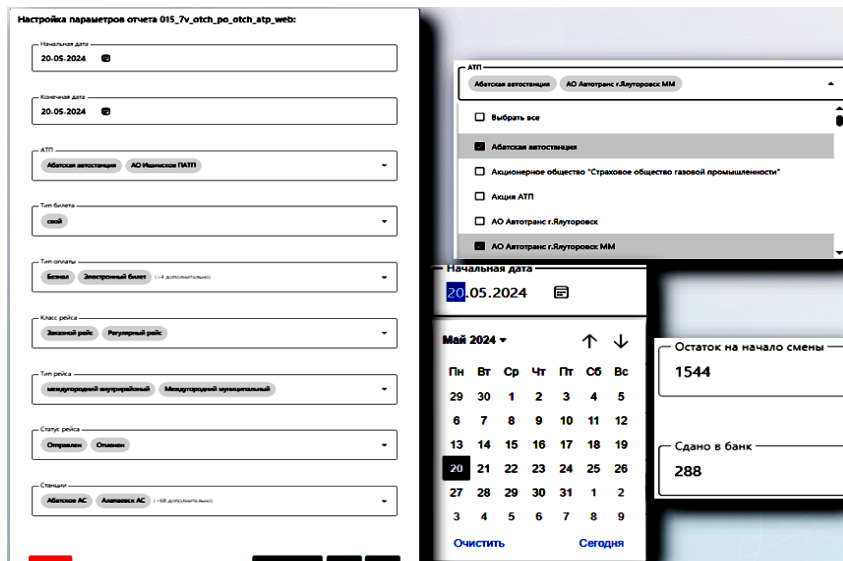 Настройка параметров отчета 015_7v_otch_po_otch_atp_web:
Начальная дата
20-05-2024
Конечная дата
20-05-2024
АТП
Абатская автостанция АО Ишимское ПАТП
Тип билета
свой
Тип оплаты
Безнал Электронный билет (+4 дополнительно)
Класс рейса
Заказной рейс Регулярный рейс
Тип рейса
междугородний внутрирайонный Междугородний муниципальный
Статус рейса
Отправлен Отменен
Станции
Абатское АС Алапаевск АС (+68 дополнительно)
АТП
Абатская автостанция АО Автотранс г.Ялуторовск ММ
Выбрать все
Абатская автостанция
Акционерное общество "Страховое общество газовой промышленности"
Акция АТП
АО Автотранс г.Ялуторовск
АО Автотранс г.Ялуторовск ММ
Начальная дата
20.05.2024
Май 2024
Пн Вт Ср Чт Пт Сб Вс
29 30 1 2 3 4 5
6 7 8 9 10 11 12
13 14 15 16 17 18 19
20 21 22 23 24 25 26
27 28 29 30 31 1 2
3 4 5 6 7 8 9
Очистить Сегодня
Остаток на начало смены
1544
Сдано в банк
288